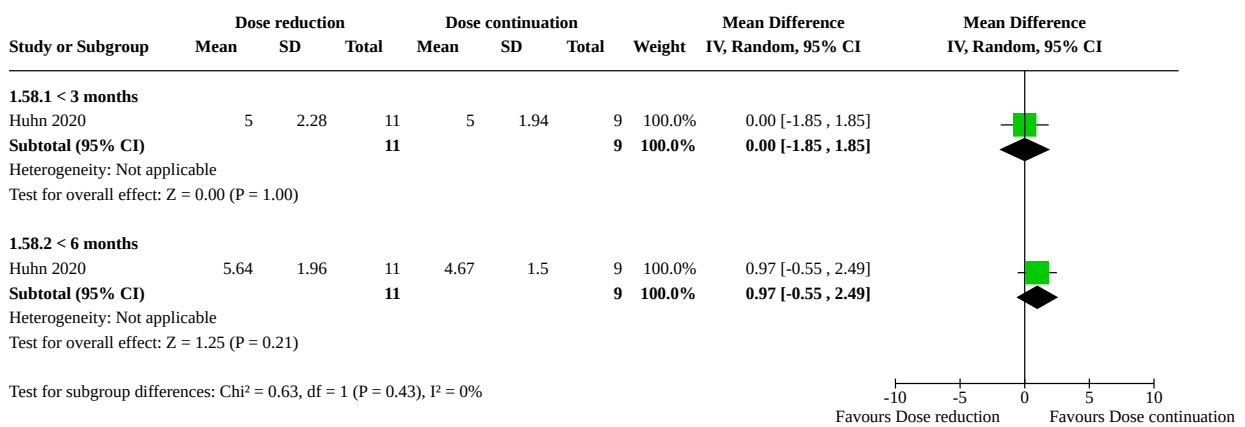 Dose reduction Dose continuation Mean Difference Mean Difference
Study or Subgroup Mean SD Total Mean SD Total Weight IV, Random, 95% CI IV, Random, 95% CI
1.58.1 < 3 months
Huhn 2020 5 2.28 11 5 1.94 9 100.0% 0.00 [-1.85 , 1.85]
Subtotal (95% CI) 11 9 100.0% 0.00 [-1.85 , 1.85]
Heterogeneity: Not applicable
Test for overall effect: Z = 0.00 (P = 1.00)
1.58.2 < 6 months
Huhn 2020 5.64 1.96 11 4.67 1.5 9 100.0% 0.97 [-0.55 , 2.49]
Subtotal (95% CI) 11 9 100.0% 0.97 [-0.55 , 2.49]
Heterogeneity: Not applicable
Test for overall effect: Z = 1.25 (P = 0.21)
Test for subgroup differences: Chi² = 0.63, df = 1 (P = 0.43), I² = 0%
-10 -5 0 5 10
Favours Dose reduction Favours Dose continuation